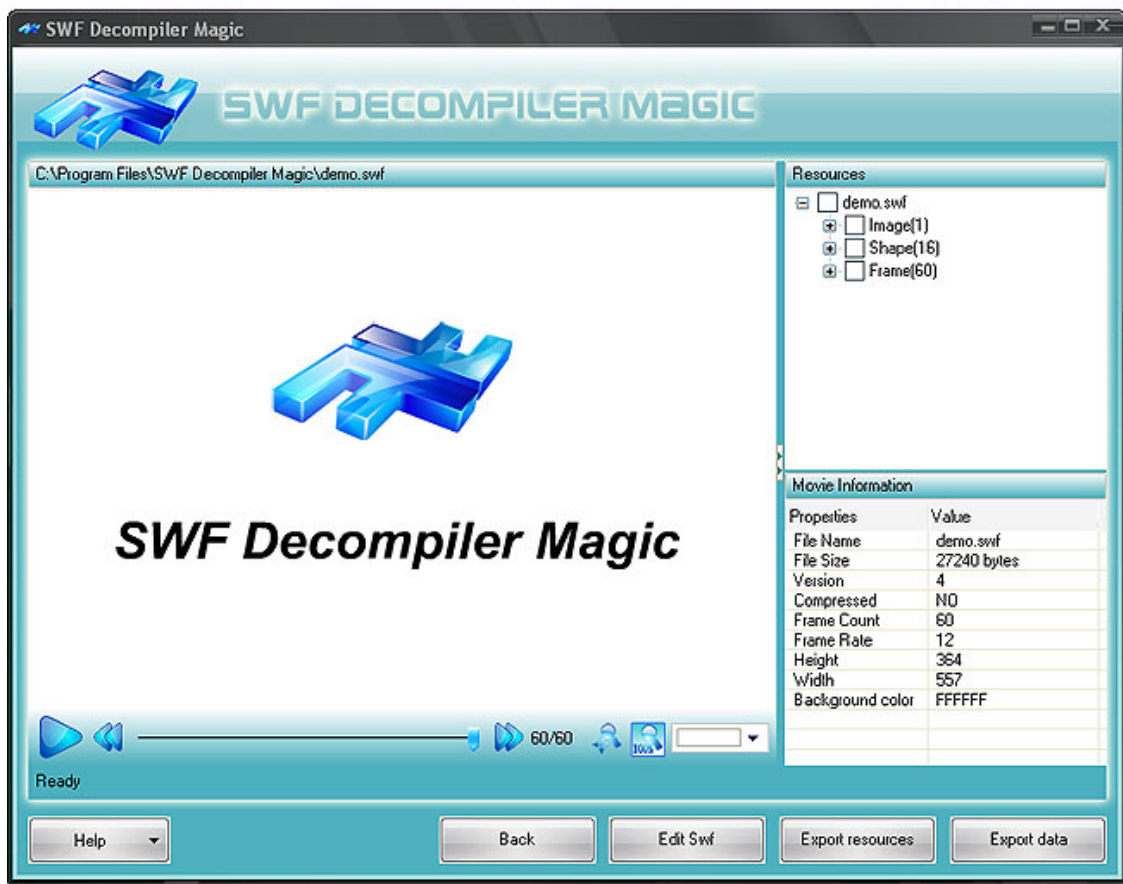 SWF Decompiler Magic
SWF DECOMPILER MAGIC
C:\Program Files\SWF Decompiler Magic\demo.swf
SWF Decompiler Magic
60/60
100%
Ready
Resources
demo.swf
Image(1)
Shape(16)
Frame(60)
Movie Information
Properties Value
File Name demo.swf
File Size 27240 bytes
Version 4
Compressed NO
Frame Count 60
Frame Rate 12
Height 364
Width 557
Background color FFFFFF
Help Back Edit Swf Export resources Export data